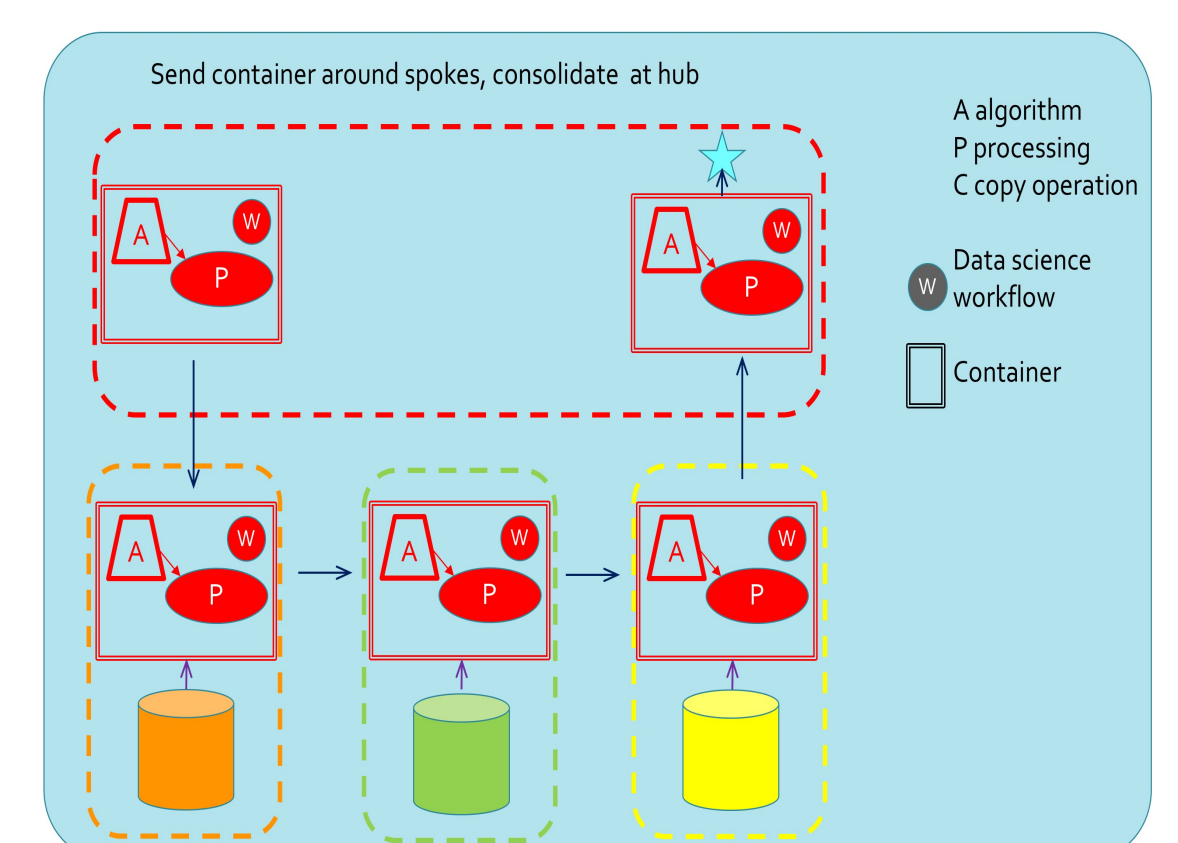 Send container around spokes, consolidate at hub
A algorithm
P processing
C copy operation
A
W
P
A
W
P
W
Data science
workflow
Container
A
W
P
A
W
P
A
W
P